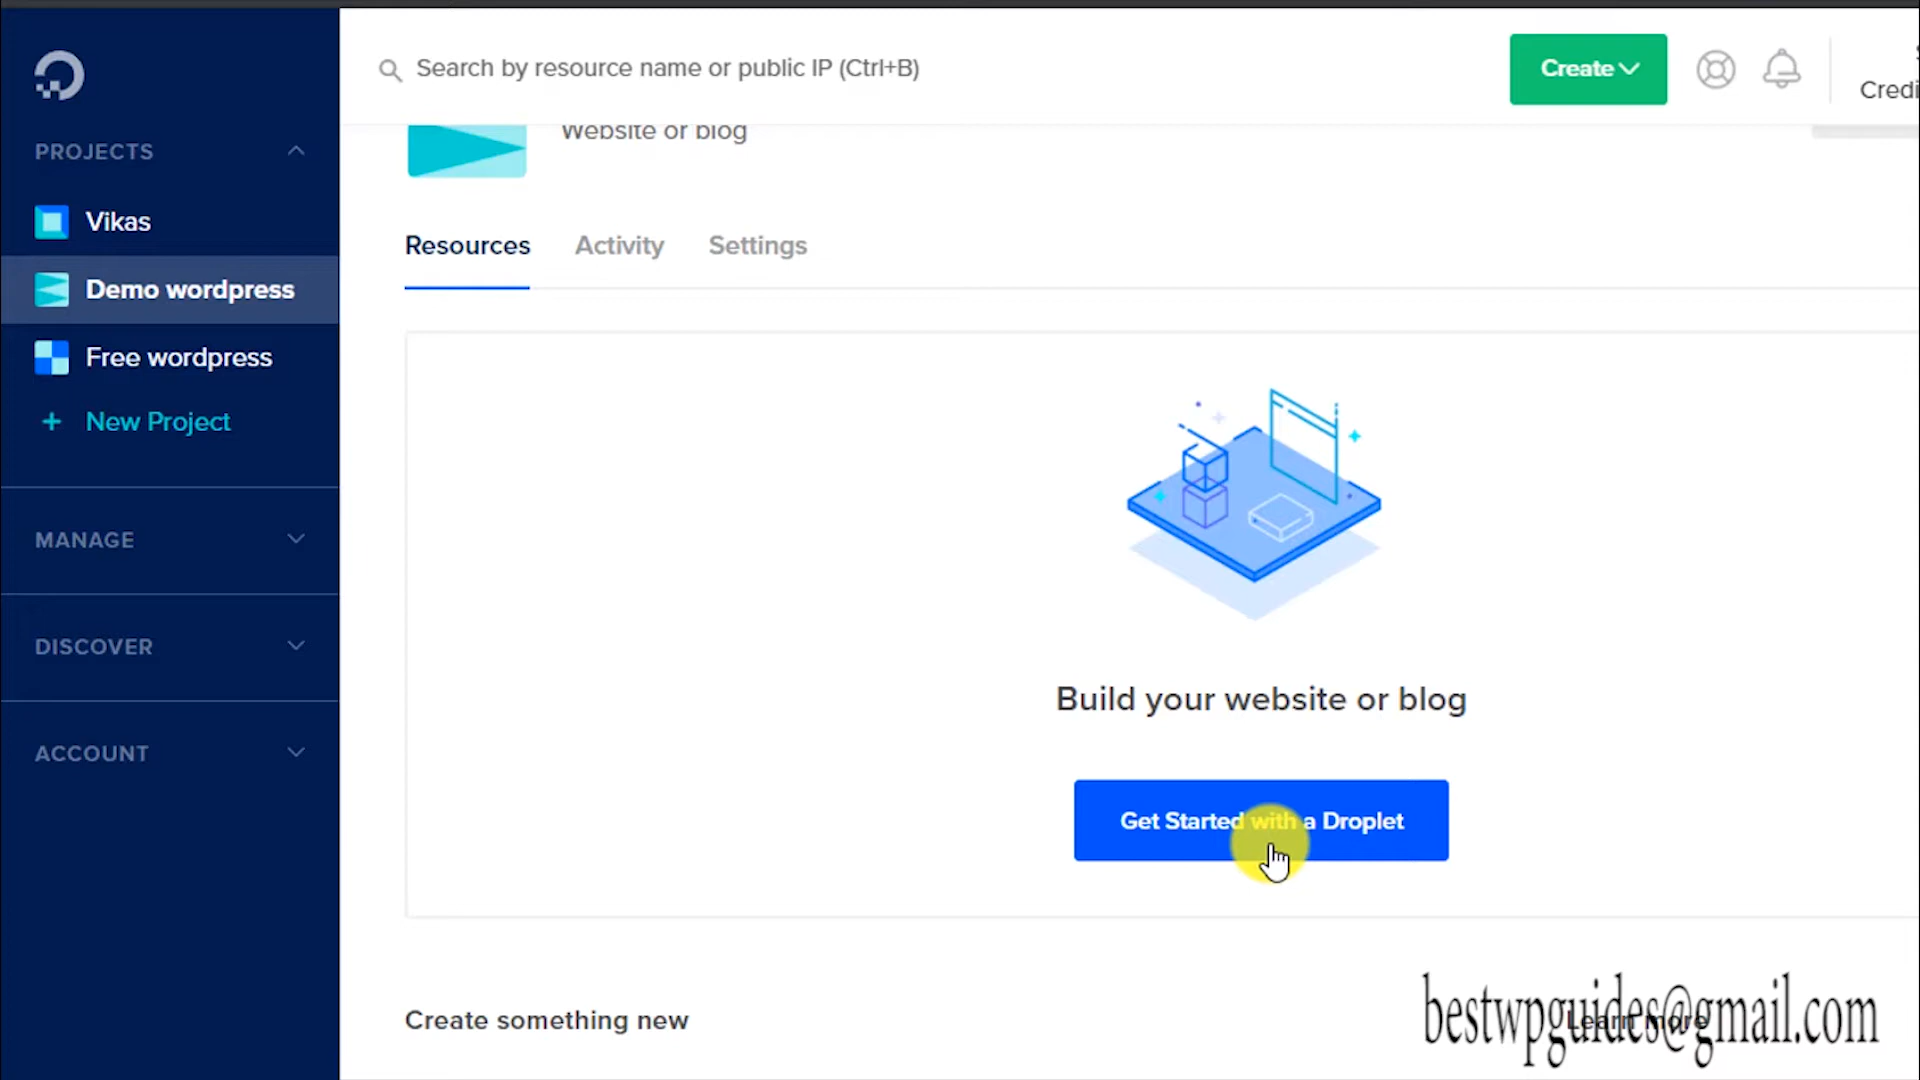 Search by resource name or public IP (Ctrl+B)
Create
Credi
PROJECTS
Vikas
Demo wordpress
Free wordpress
+ New Project
MANAGE
DISCOVER
ACCOUNT
Website or blog
Resources Activity Settings
Build your website or blog
Get Started with a Droplet
Create something new
Learn more
bestwpguides@gmail.com